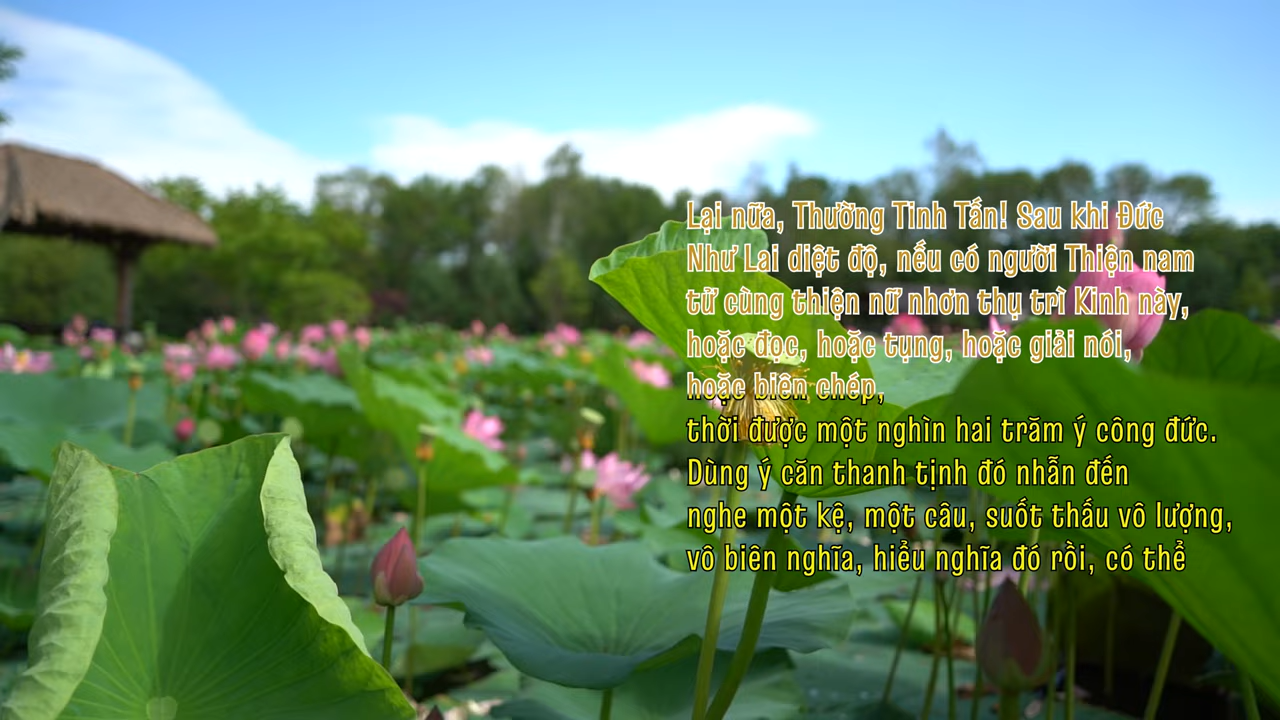 Lại nữa, Thường Tinh Tấn! Sau khi Đức
Như Lai diệt độ, nếu có người Thiện nam
tử cùng thiện nữ nhơn thụ trì Kinh này,
hoặc đọc, hoặc tụng, hoặc giải nói,
hoặc biên chép,
thời được một nghìn hai trăm ý công đức.
Dùng ý căn thanh tịnh đó nhẫn đến
nghe một kệ, một câu, suốt thấu vô lượng,
vô biên nghĩa, hiểu nghĩa đó rồi, có thể